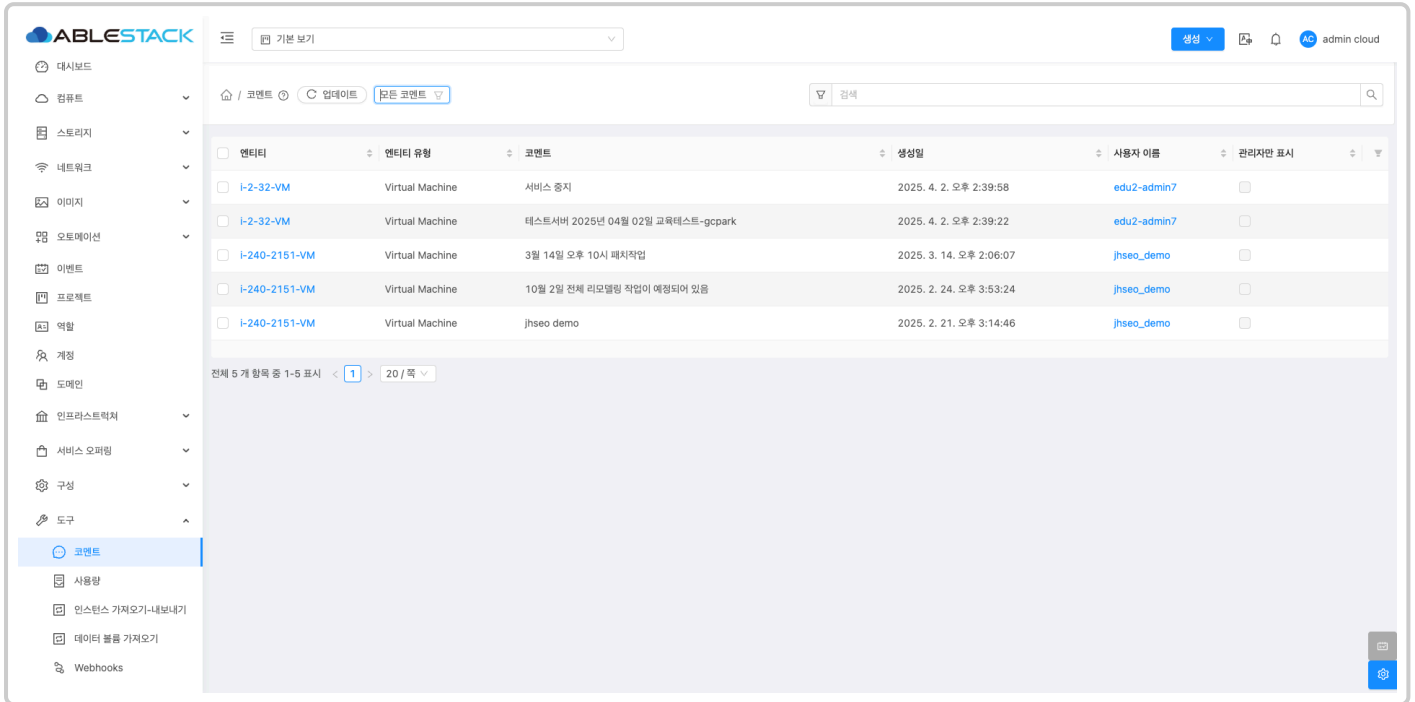 ABLESTACK
기본 보기
생성
AC admin cloud
대시보드
컴퓨트
스토리지
네트워크
이미지
오토메이션
이벤트
프로젝트
역할
계정
도메인
인프라스트럭쳐
서비스 오퍼링
구성
도구
코멘트
사용량
인스턴스 가져오기-내보내기
데이터 볼륨 가져오기
Webhooks
/ 코멘트 업데이트 모든 코멘트
검색
엔티티 엔티티 유형 코멘트 생성일 사용자 이름 관리자만 표시
i-2-32-VM Virtual Machine 서비스 중지 2025. 4. 2. 오후 2:39:58 edu2-admin7
i-2-32-VM Virtual Machine 테스트서버 2025년 04월 02일 교육테스트-gcpark 2025. 4. 2. 오후 2:39:22 edu2-admin7
i-240-2151-VM Virtual Machine 3월 14일 오후 10시 패치작업 2025. 3. 14. 오후 2:06:07 jhseo_demo
i-240-2151-VM Virtual Machine 10월 2일 전체 리모델링 작업이 예정되어 있음 2025. 2. 24. 오후 3:53:24 jhseo_demo
i-240-2151-VM Virtual Machine jhseo demo 2025. 2. 21. 오후 3:14:46 jhseo_demo
전체 5 개 항목 중 1-5 표시 < 1 > 20 / 쪽